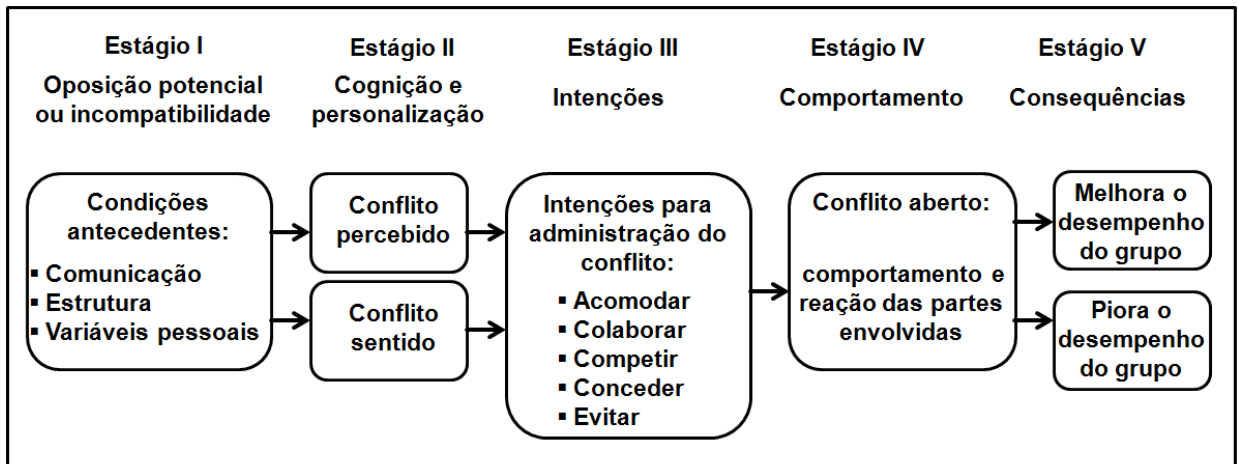 Estágio I
Oposição potencial
ou incompatibilidade
Estágio II
Cognição e
personalização
Estágio III
Intenções
Estágio IV
Comportamento
Estágio V
Consequências
Condições
antecedentes:
▪ Comunicação
▪ Estrutura
▪ Variáveis pessoais
Conflito
percebido
Conflito
sentido
Intenções para
administração do
conflito:
▪ Acomodar
▪ Colaborar
▪ Competir
▪ Conceder
▪ Evitar
Conflito aberto:
comportamento e
reação das partes
envolvidas
Melhora o
desempenho
do grupo
Piora o
desempenho
do grupo